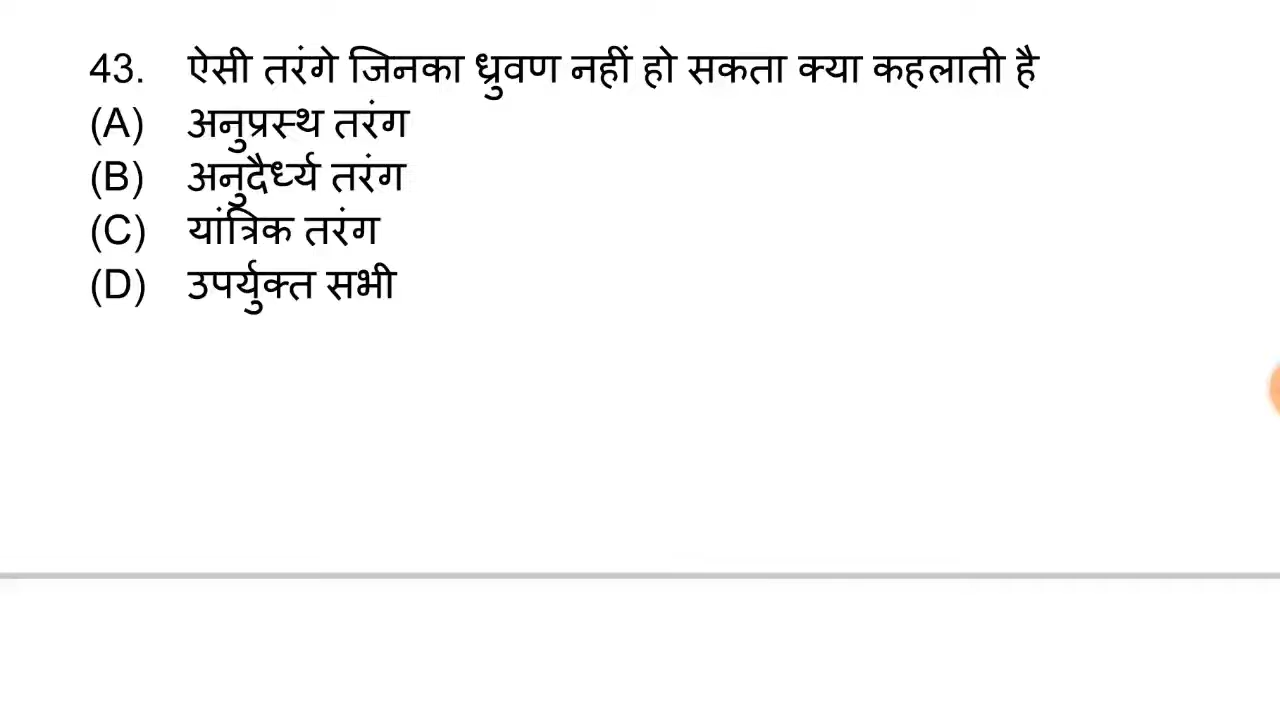 43. ऐसी तरंगे जिनका ध्रुवण नहीं हो सकता क्या कहलाती है
(A) अनुप्रस्थ तरंग
(B) अनुदैर्ध्य तरंग
(C) यांत्रिक तरंग
(D) उपर्युक्त सभी